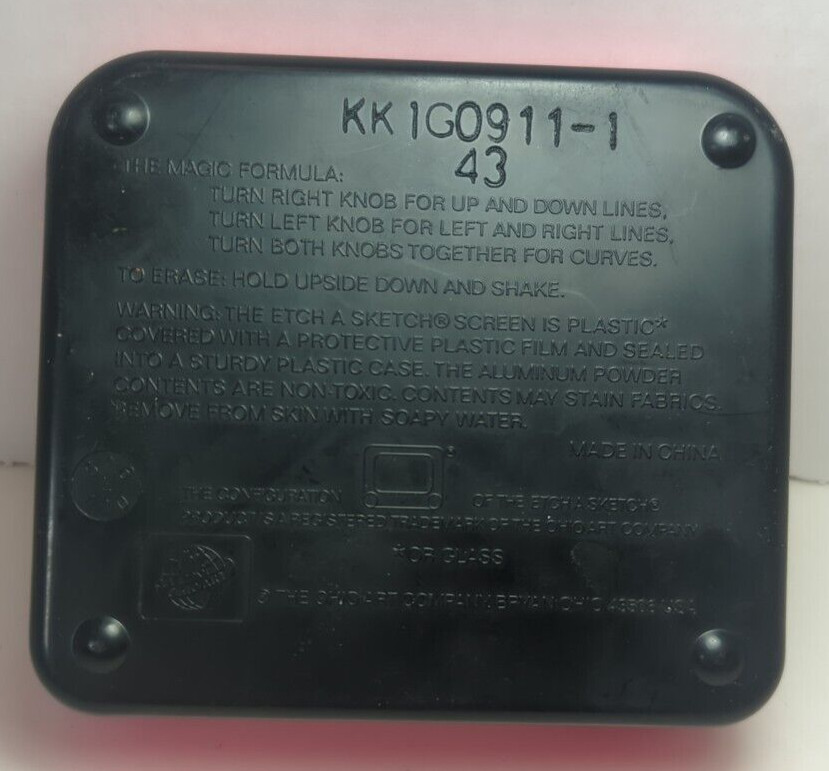 KK1G0911-1
43
THE MAGIC FORMULA:
TURN RIGHT KNOB FOR UP AND DOWN LINES,
TURN LEFT KNOB FOR LEFT AND RIGHT LINES,
TURN BOTH KNOBS TOGETHER FOR CURVES.
TO ERASE: HOLD UPSIDE DOWN AND SHAKE.
WARNING: THE ETCH A SKETCH® SCREEN IS PLASTIC*
COVERED WITH A PROTECTIVE PLASTIC FILM AND SEALED
INTO A STURDY PLASTIC CASE. THE ALUMINUM POWDER
CONTENTS ARE NON-TOXIC. CONTENTS MAY STAIN FABRICS.
REMOVE FROM SKIN WITH SOAPY WATER.
MADE IN CHINA
THE CONFIGURATION ® OF THE ETCH A SKETCH®
PRODUCT IS A REGISTERED TRADEMARK OF THE OHIO ART COMPANY
*OR GLASS
© THE OHIO ART COMPANY, BRYAN OHIO 43506 USA